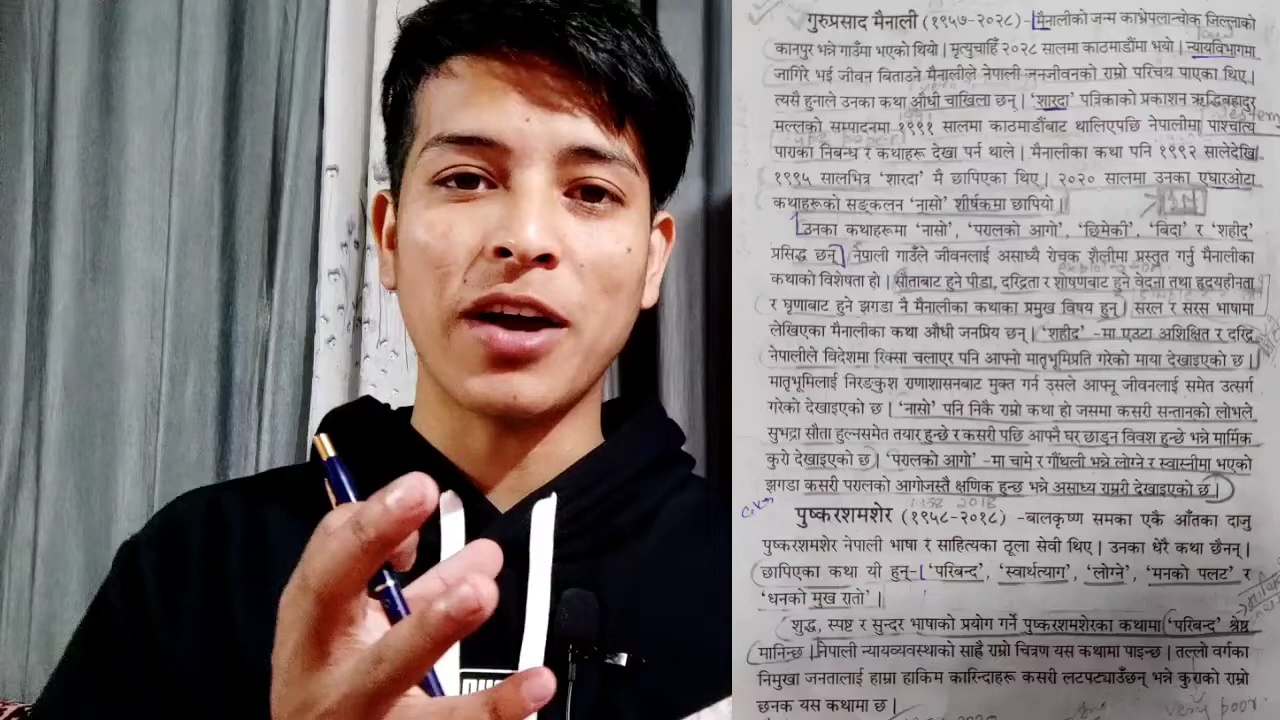 गुरुप्रसाद मैनाली (१९५७-२०२८) - मैनालीको जन्म काभ्रेपलान्चोक जिल्लाको
कानपुर भन्ने गाउँमा भएको थियो । मृत्युचाहिँ २०२८ सालमा काठमाडौंमा भयो । न्यायविभागमा
जागिरे भई जीवन बिताउने मैनालीले नेपाली जनजीवनको राम्रो परिचय पाएका थिए ।
त्यसै हुनाले उनका कथा औधी चाखिला छन् । 'शारदा' पत्रिकाको प्रकाशन ऋद्धिबहादुर
मल्लको सम्पादनमा १९९१ सालमा काठमाडौंबाट थालिएपछि नेपालीमा पाश्चात्य
पाराका निबन्ध र कथाहरू देखा पर्न थाले । मैनालीका कथा पनि १९९२ सालेदेखि
१९९५ सालभित्र 'शारदा' मै छापिएका थिए । २०२० सालमा उनका एघारओटा
कथाहरूको सङ्कलन 'नासो' शीर्षकमा छापियो ।
उनका कथाहरूमा 'नासो', 'परालको आगो', 'छिमेकी', 'बिदा' र 'शहीद'
प्रसिद्ध छन् नेपाली गाउँले जीवनलाई असाध्यै रोचक शैलीमा प्रस्तुत गर्नु मैनालीका
कथाको विशेषता हो । सौताबाट हुने पीडा, दरिद्रता र शोषणबाट हुने वेदना तथा हृदयहीनता
र घृणाबाट हुने झगडा नै मैनालीका कथाका प्रमुख विषय हुन् । सरल र सरस भाषामा
लेखिएका मैनालीका कथा औधी जनप्रिय छन् । 'शहीद' -मा एउटा अशिक्षित र दरिद्र
नेपालीले विदेशमा रिक्सा चलाएर पनि आफ्नो मातृभूमिप्रति गरेको माया देखाइएको छ ।
मातृभूमिलाई निरङ्कुश राणाशासनबाट मुक्त गर्न उसले आफ्नू जीवनलाई समेत उत्सर्ग
गरेको देखाइएको छ । 'नासो' पनि निकै राम्रो कथा हो जसमा कसरी सन्तानको लोभले
सुभद्रा सौता हुल्नसमेत तयार हुन्छे र कसरी पछि आफ्नै घर छाड्न विवश हुन्छे भन्ने मार्मिक
कुरो देखाइएको छ । 'परालको आगो' -मा चामे र गौंथली भन्ने लोग्ने र स्वास्नीमा भएको
झगडा कसरी परालको आगोजस्तै क्षणिक हुन्छ भन्ने असाध्य राम्ररी देखाइएको छ ।
1958 2018
पुष्करशमशेर (१९५८-२०१८) -बालकृष्ण समका एकै आँतका दाजु
पुष्करशमशेर नेपाली भाषा र साहित्यका ठूला सेवी थिए । उनका धेरै कथा छैनन् ।
छापिएका कथा यी हुन्- 'परिबन्द', 'स्वार्थत्याग', 'लोग्ने', 'मनको पलट' र
'धनको मुख रातो' ।
शुद्ध, स्पष्ट र सुन्दर भाषाको प्रयोग गर्ने पुष्करशमशेरका कथामा 'परिबन्द' श्रेष्ठ
मानिन्छ । नेपाली न्यायव्यवस्थाको साह्रै राम्रो चित्रण यस कथामा पाइन्छ । तल्लो वर्गका
निमुखा जनतालाई हाम्रा हाकिम कारिन्दाहरू कसरी लटपट्याउँछन् भन्ने कुराको राम्रो
छनक यस कथामा छ ।
very poor